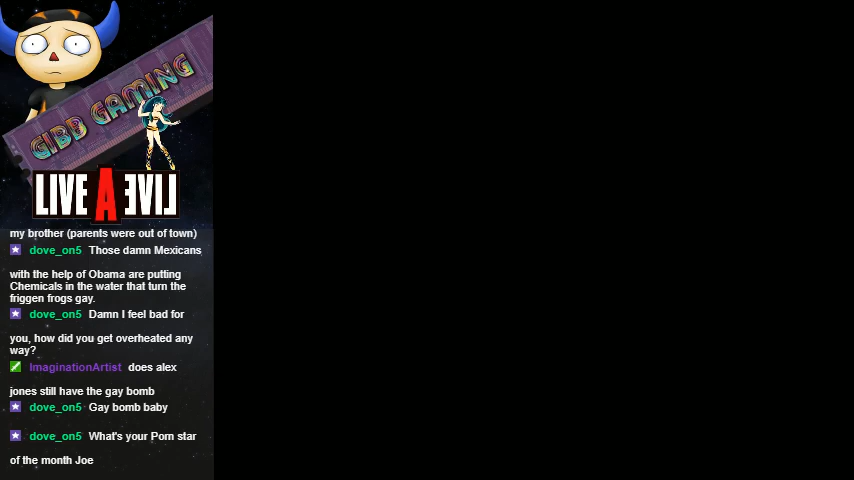 GIBB GAMING
LIVE A EVIL
my brother (parents were out of town)
dove_on5 Those damn Mexicans
with the help of Obama are putting
Chemicals in the water that turn the
friggen frogs gay.
dove_on5 Damn I feel bad for
you, how did you get overheated any
way?
ImaginationArtist does alex
jones still have the gay bomb
dove_on5 Gay bomb baby
dove_on5 What's your Porn star
of the month Joe